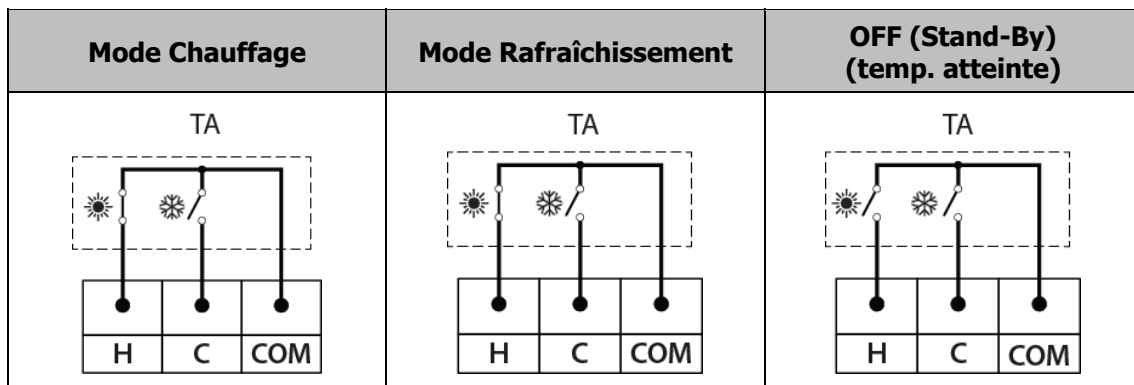 Mode Chauffage
Mode Rafraîchissement
OFF (Stand-By)
(temp. atteinte)
TA
H C COM
TA
H C COM
TA
H C COM